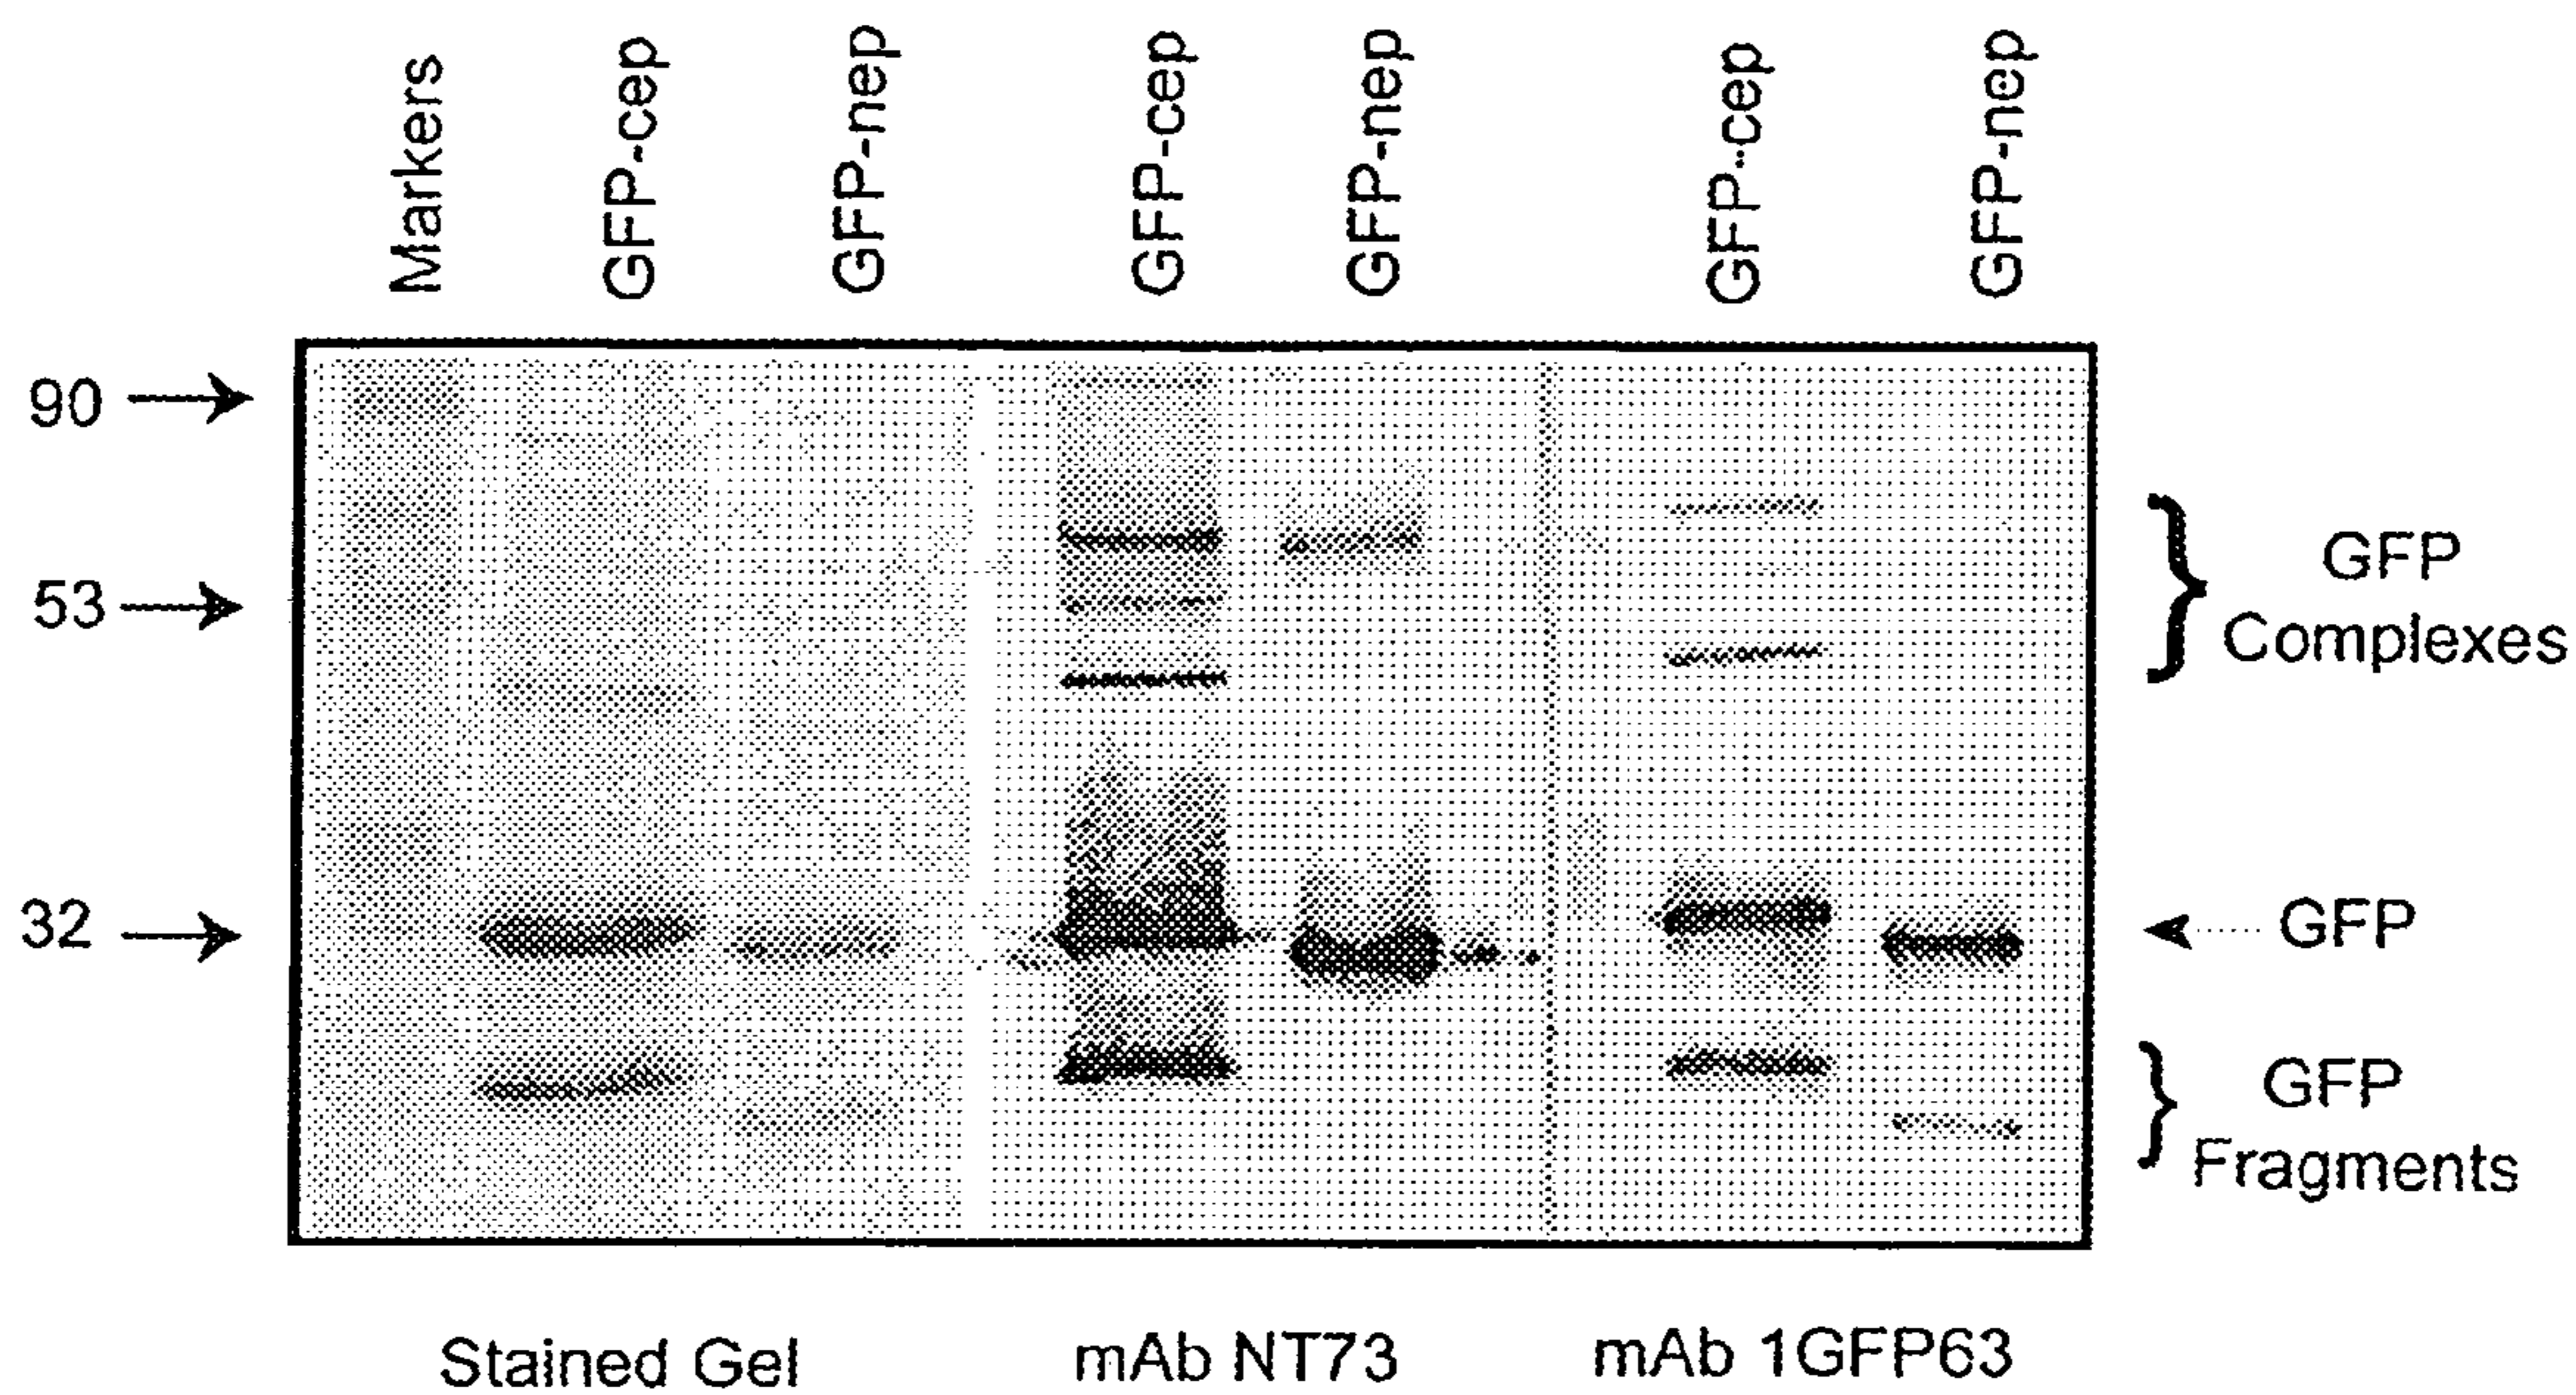 Markers
GFP-cep
GFP-nep
GFP-cep
GFP-nep
GFP-cep
GFP-nep
90
53
32
GFP
Complexes
GFP
GFP
Fragments
Stained Gel
mAb NT73
mAb 1GFP63